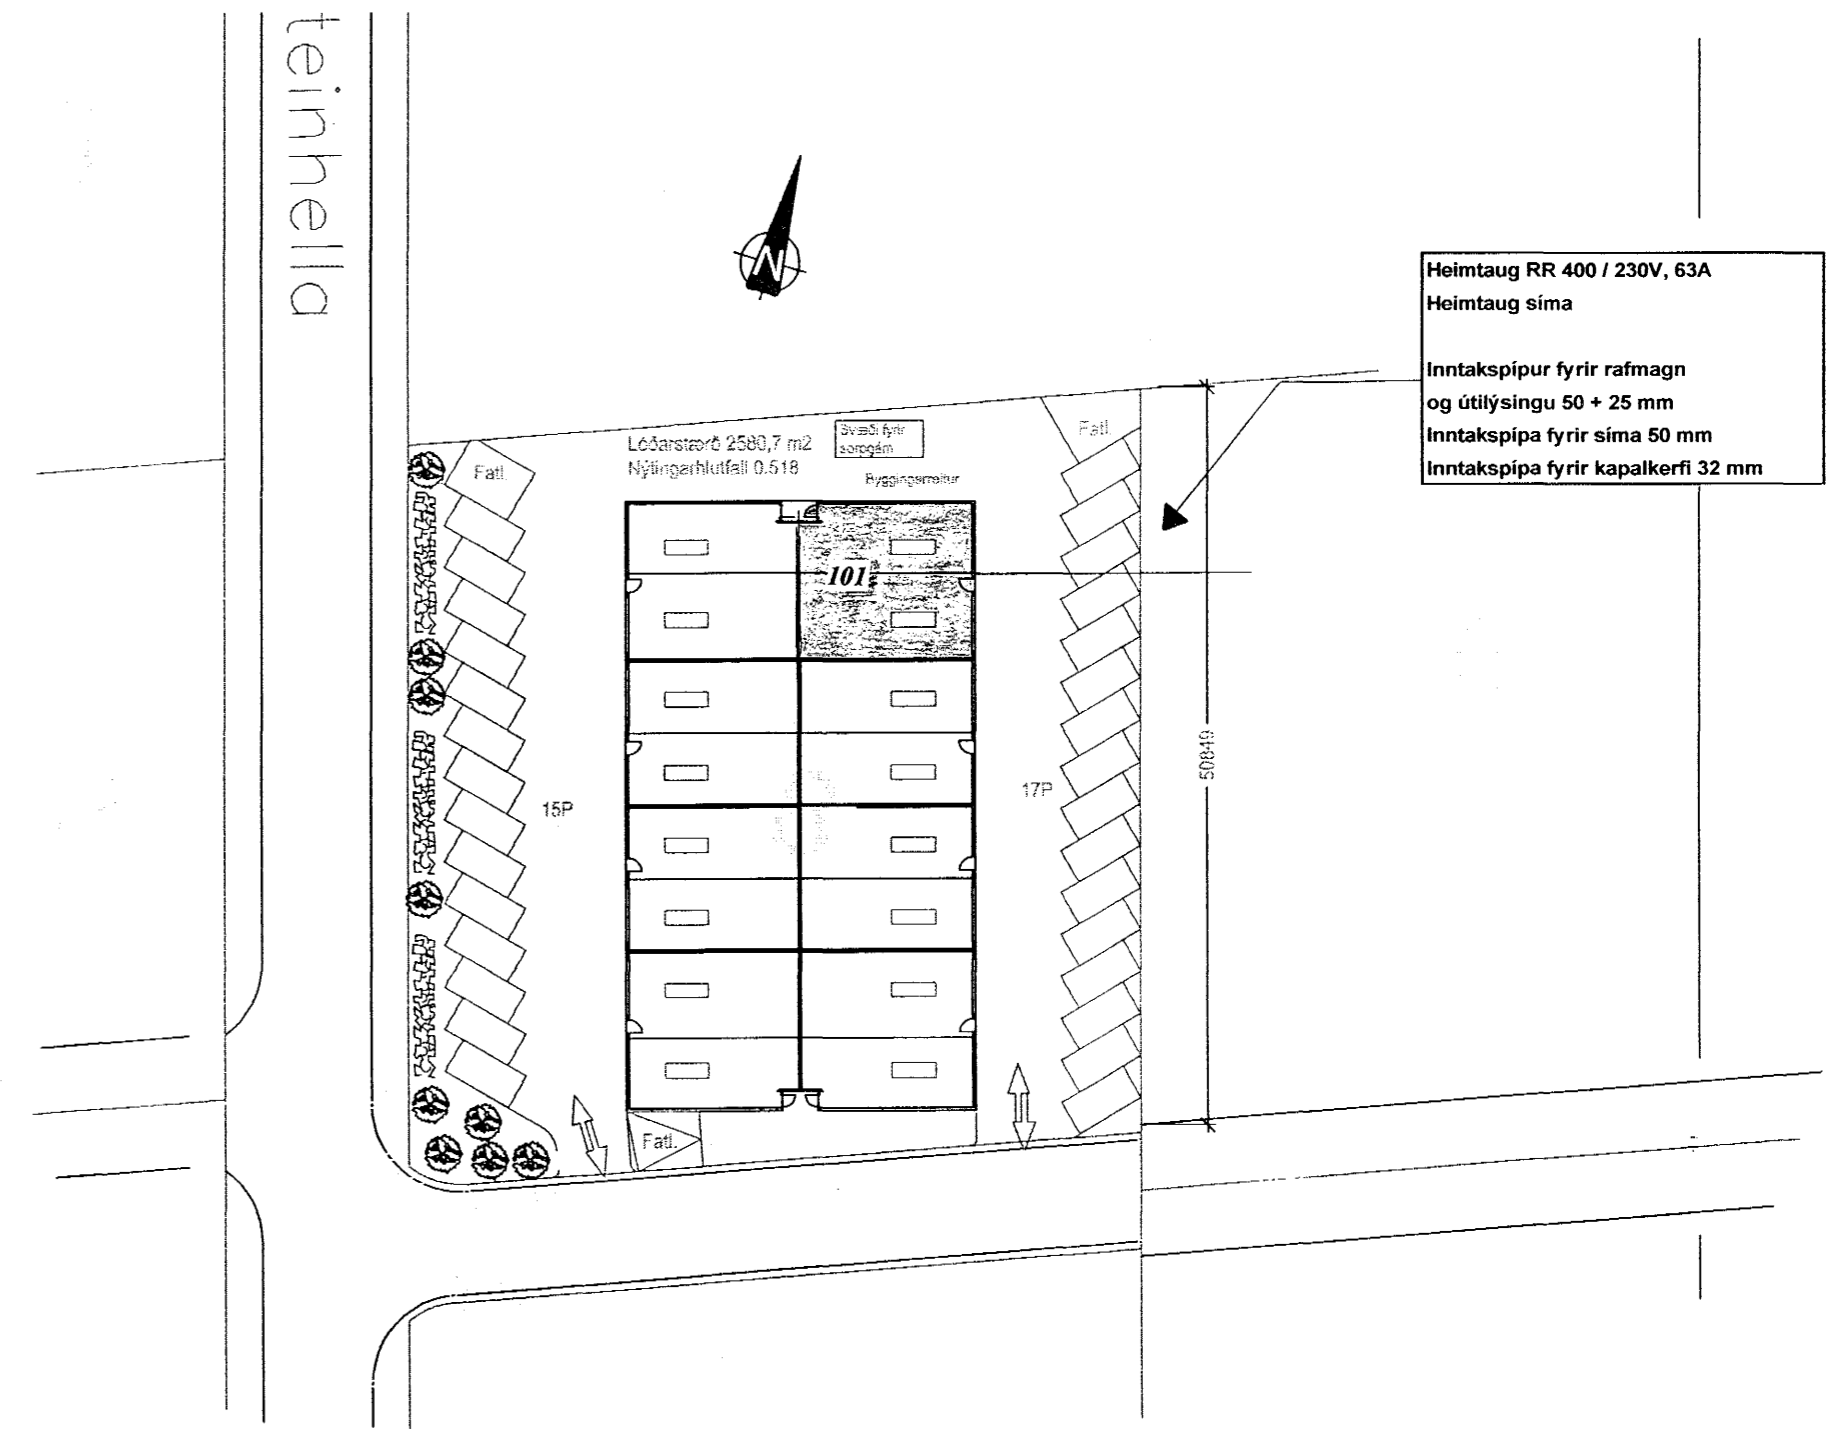 teinhella
N
Heimtaug RR 400 / 230V, 63A
Heimtaug síma
Inntakspípur fyrir rafmagn
og útilýsingu 50 + 25 mm
Inntakspípa fyrir síma 50 mm
Inntakspípa fyrir kapalkerfi 32 mm
Lóðarstærð 2580,7 m2
Nýtingarhlutfall 0.518
Svæði fyrir
sorpgám
Byggingarreitur
Fatl.
Fatl.
101
15P
17P
50849
Fatl.